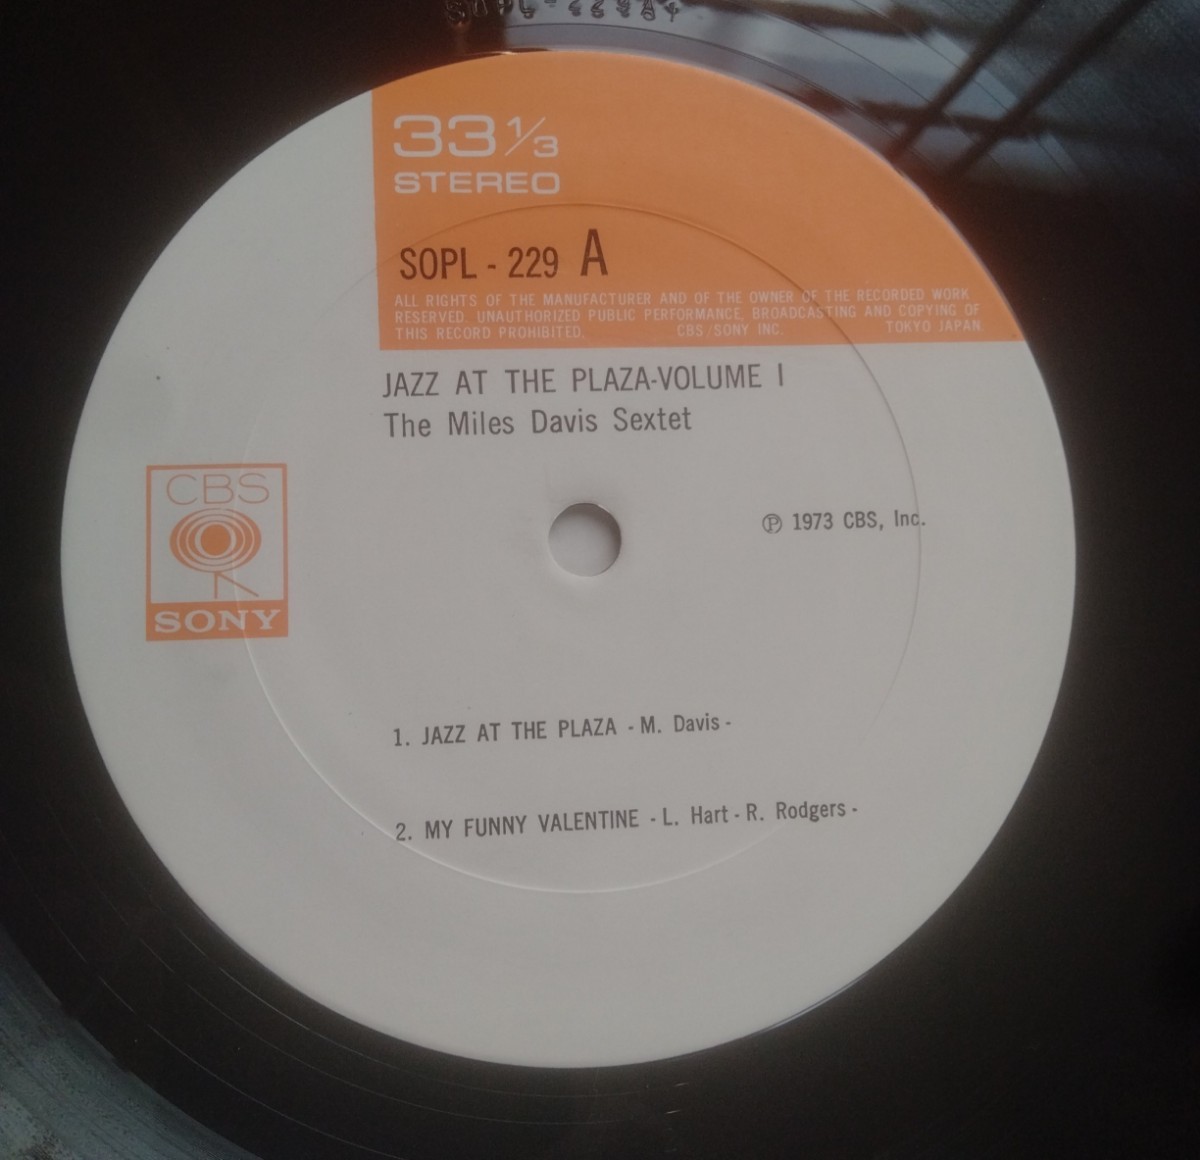 33 1/3
STEREO
SOPL - 229 A
ALL RIGHTS OF THE MANUFACTURER AND OF THE OWNER OF THE RECORDED WORK
RESERVED. UNAUTHORIZED PUBLIC PERFORMANCE, BROADCASTING AND COPYING OF
THIS RECORD PROHIBITED. CBS/SONY INC. TOKYO JAPAN
JAZZ AT THE PLAZA-VOLUME I
The Miles Davis Sextet
CBS
SONY
℗ 1973 CBS, Inc.
1. JAZZ AT THE PLAZA - M. Davis -
2. MY FUNNY VALENTINE - L. Hart - R. Rodgers -